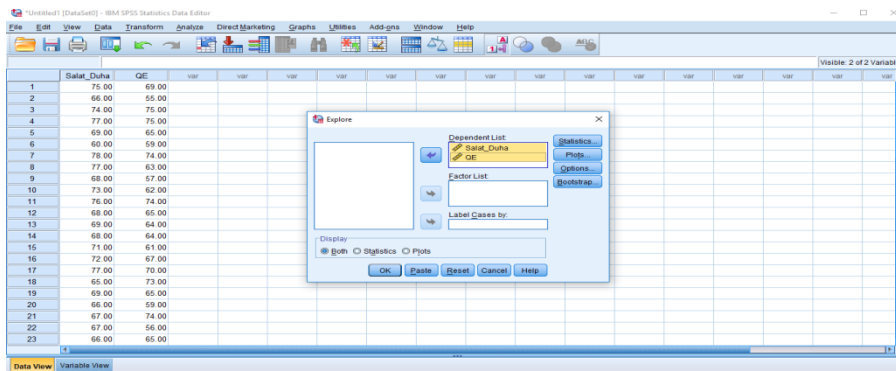 *Untitled1 [DataSet0] - IBM SPSS Statistics Data Editor
File Edit View Data Transform Analyze Direct Marketing Graphs Utilities Add-ons Window Help
Visible: 2 of 2 Variabl
Salat_Duha QE var var var var var var var var var var var var var
1 75.00 69.00
2 66.00 55.00
3 74.00 75.00
4 77.00 75.00
5 69.00 65.00
6 60.00 59.00
7 78.00 74.00
8 77.00 63.00
9 68.00 57.00
10 73.00 62.00
11 76.00 74.00
12 68.00 65.00
13 69.00 64.00
14 68.00 64.00
15 71.00 61.00
16 72.00 67.00
17 77.00 70.00
18 65.00 73.00
19 69.00 65.00
20 66.00 59.00
21 67.00 74.00
22 67.00 56.00
23 66.00 65.00
Explore
Dependent List:
Salat_Duha
QE
Factor List:
Label Cases by:
Statistics...
Plots...
Options...
Bootstrap...
Display
Both Statistics Plots
OK Paste Reset Cancel Help
Data View Variable View